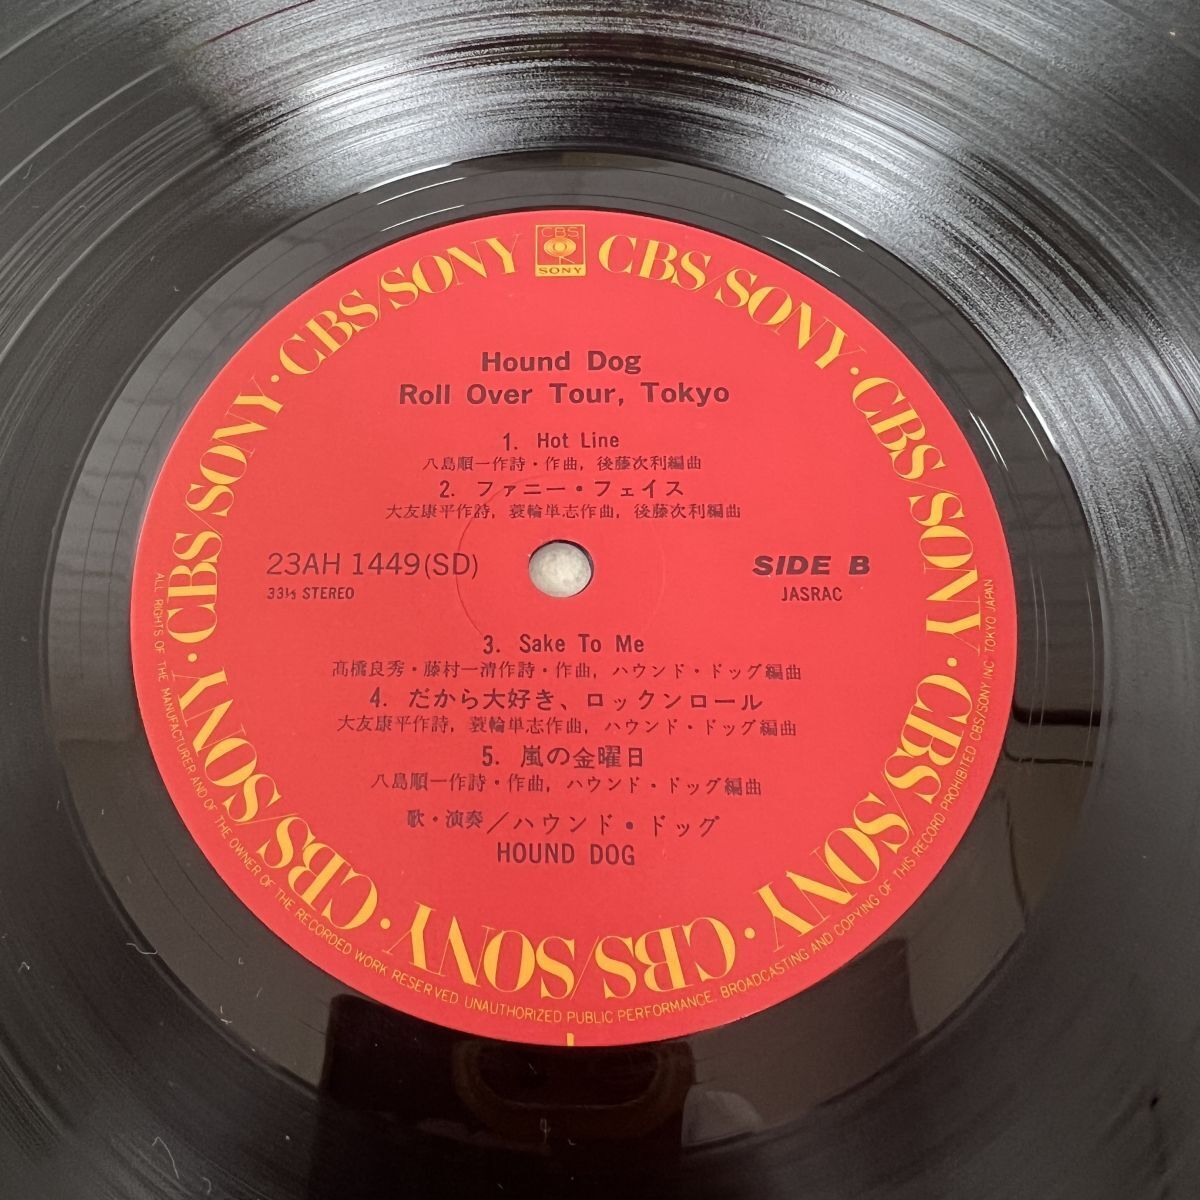 CBS/SONY · CBS/SONY · CBS/SONY · CBS/SONY · CBS/SONY · CBS/SONY · CBS/SONY · CBS/SONY
CBS
SONY
Hound Dog
Roll Over Tour, Tokyo
1. Hot Line
八島順一作詩・作曲, 後藤次利編曲
2. ファニー・フェイス
大友康平作詩, 蓑輪単志作曲, 後藤次利編曲
23AH 1449(SD)
33⅓ STEREO
SIDE B
JASRAC
3. Sake To Me
髙橋良秀・藤村一清作詩・作曲, ハウンド・ドッグ編曲
4. だから大好き、ロックンロール
大友康平作詩, 蓑輪単志作曲, ハウンド・ドッグ編曲
5. 嵐の金曜日
八島順一作詩・作曲, ハウンド・ドッグ編曲
歌・演奏/ハウンド・ドッグ
HOUND DOG
ALL RIGHTS OF THE MANUFACTURER AND OF THE OWNER OF THE RECORDED WORK RESERVED UNAUTHORIZED PUBLIC PERFORMANCE. BROADCASTING AND COPYING OF THIS RECORD PROHIBITED CBS/SONY INC. TOKYO JAPAN